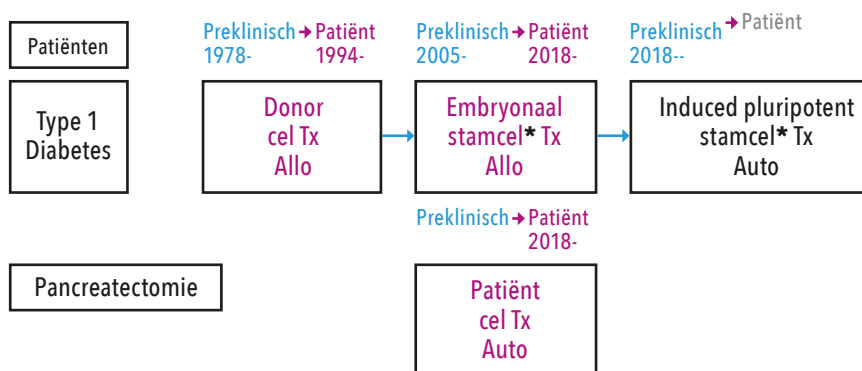 Patiënten
Preklinisch → Patiënt
1978- 1994-
Preklinisch → Patiënt
2005- 2018-
Preklinisch → Patiënt
2018--
Type 1
Diabetes
Donor
cel Tx
Allo
Embryonaal
stamcel* Tx
Allo
Induced pluripotent
stamcel* Tx
Auto
Preklinisch → Patiënt
2018-
Pancreatectomie
Patiënt
cel Tx
Auto